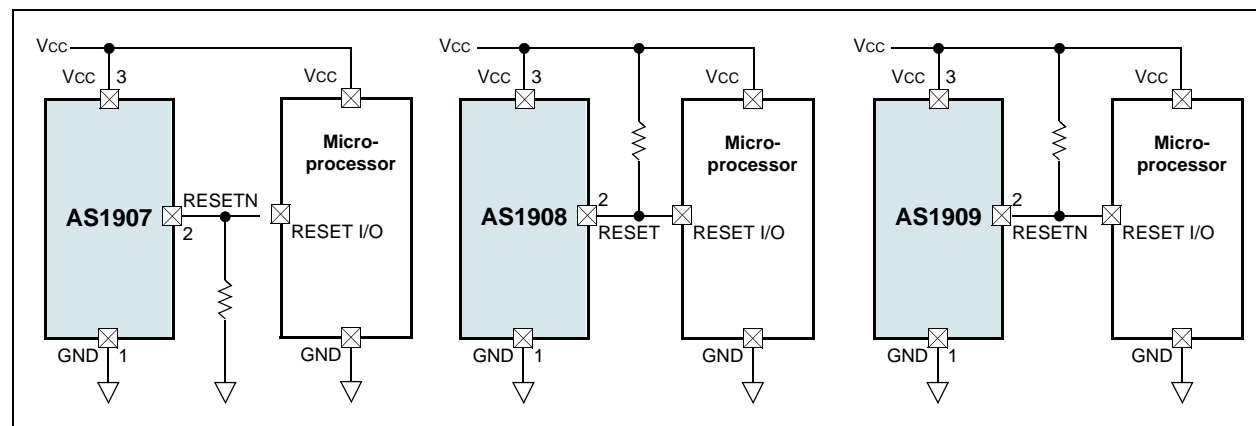 VCC
VCC 3
VCC
Micro-
processor
AS1907
RESETN
2
RESET I/O
GND 1
GND
VCC
VCC 3
VCC
Micro-
processor
AS1908
2
RESET
RESET I/O
GND 1
GND
VCC
VCC 3
VCC
Micro-
processor
AS1909
2
RESETN
RESET I/O
GND 1
GND